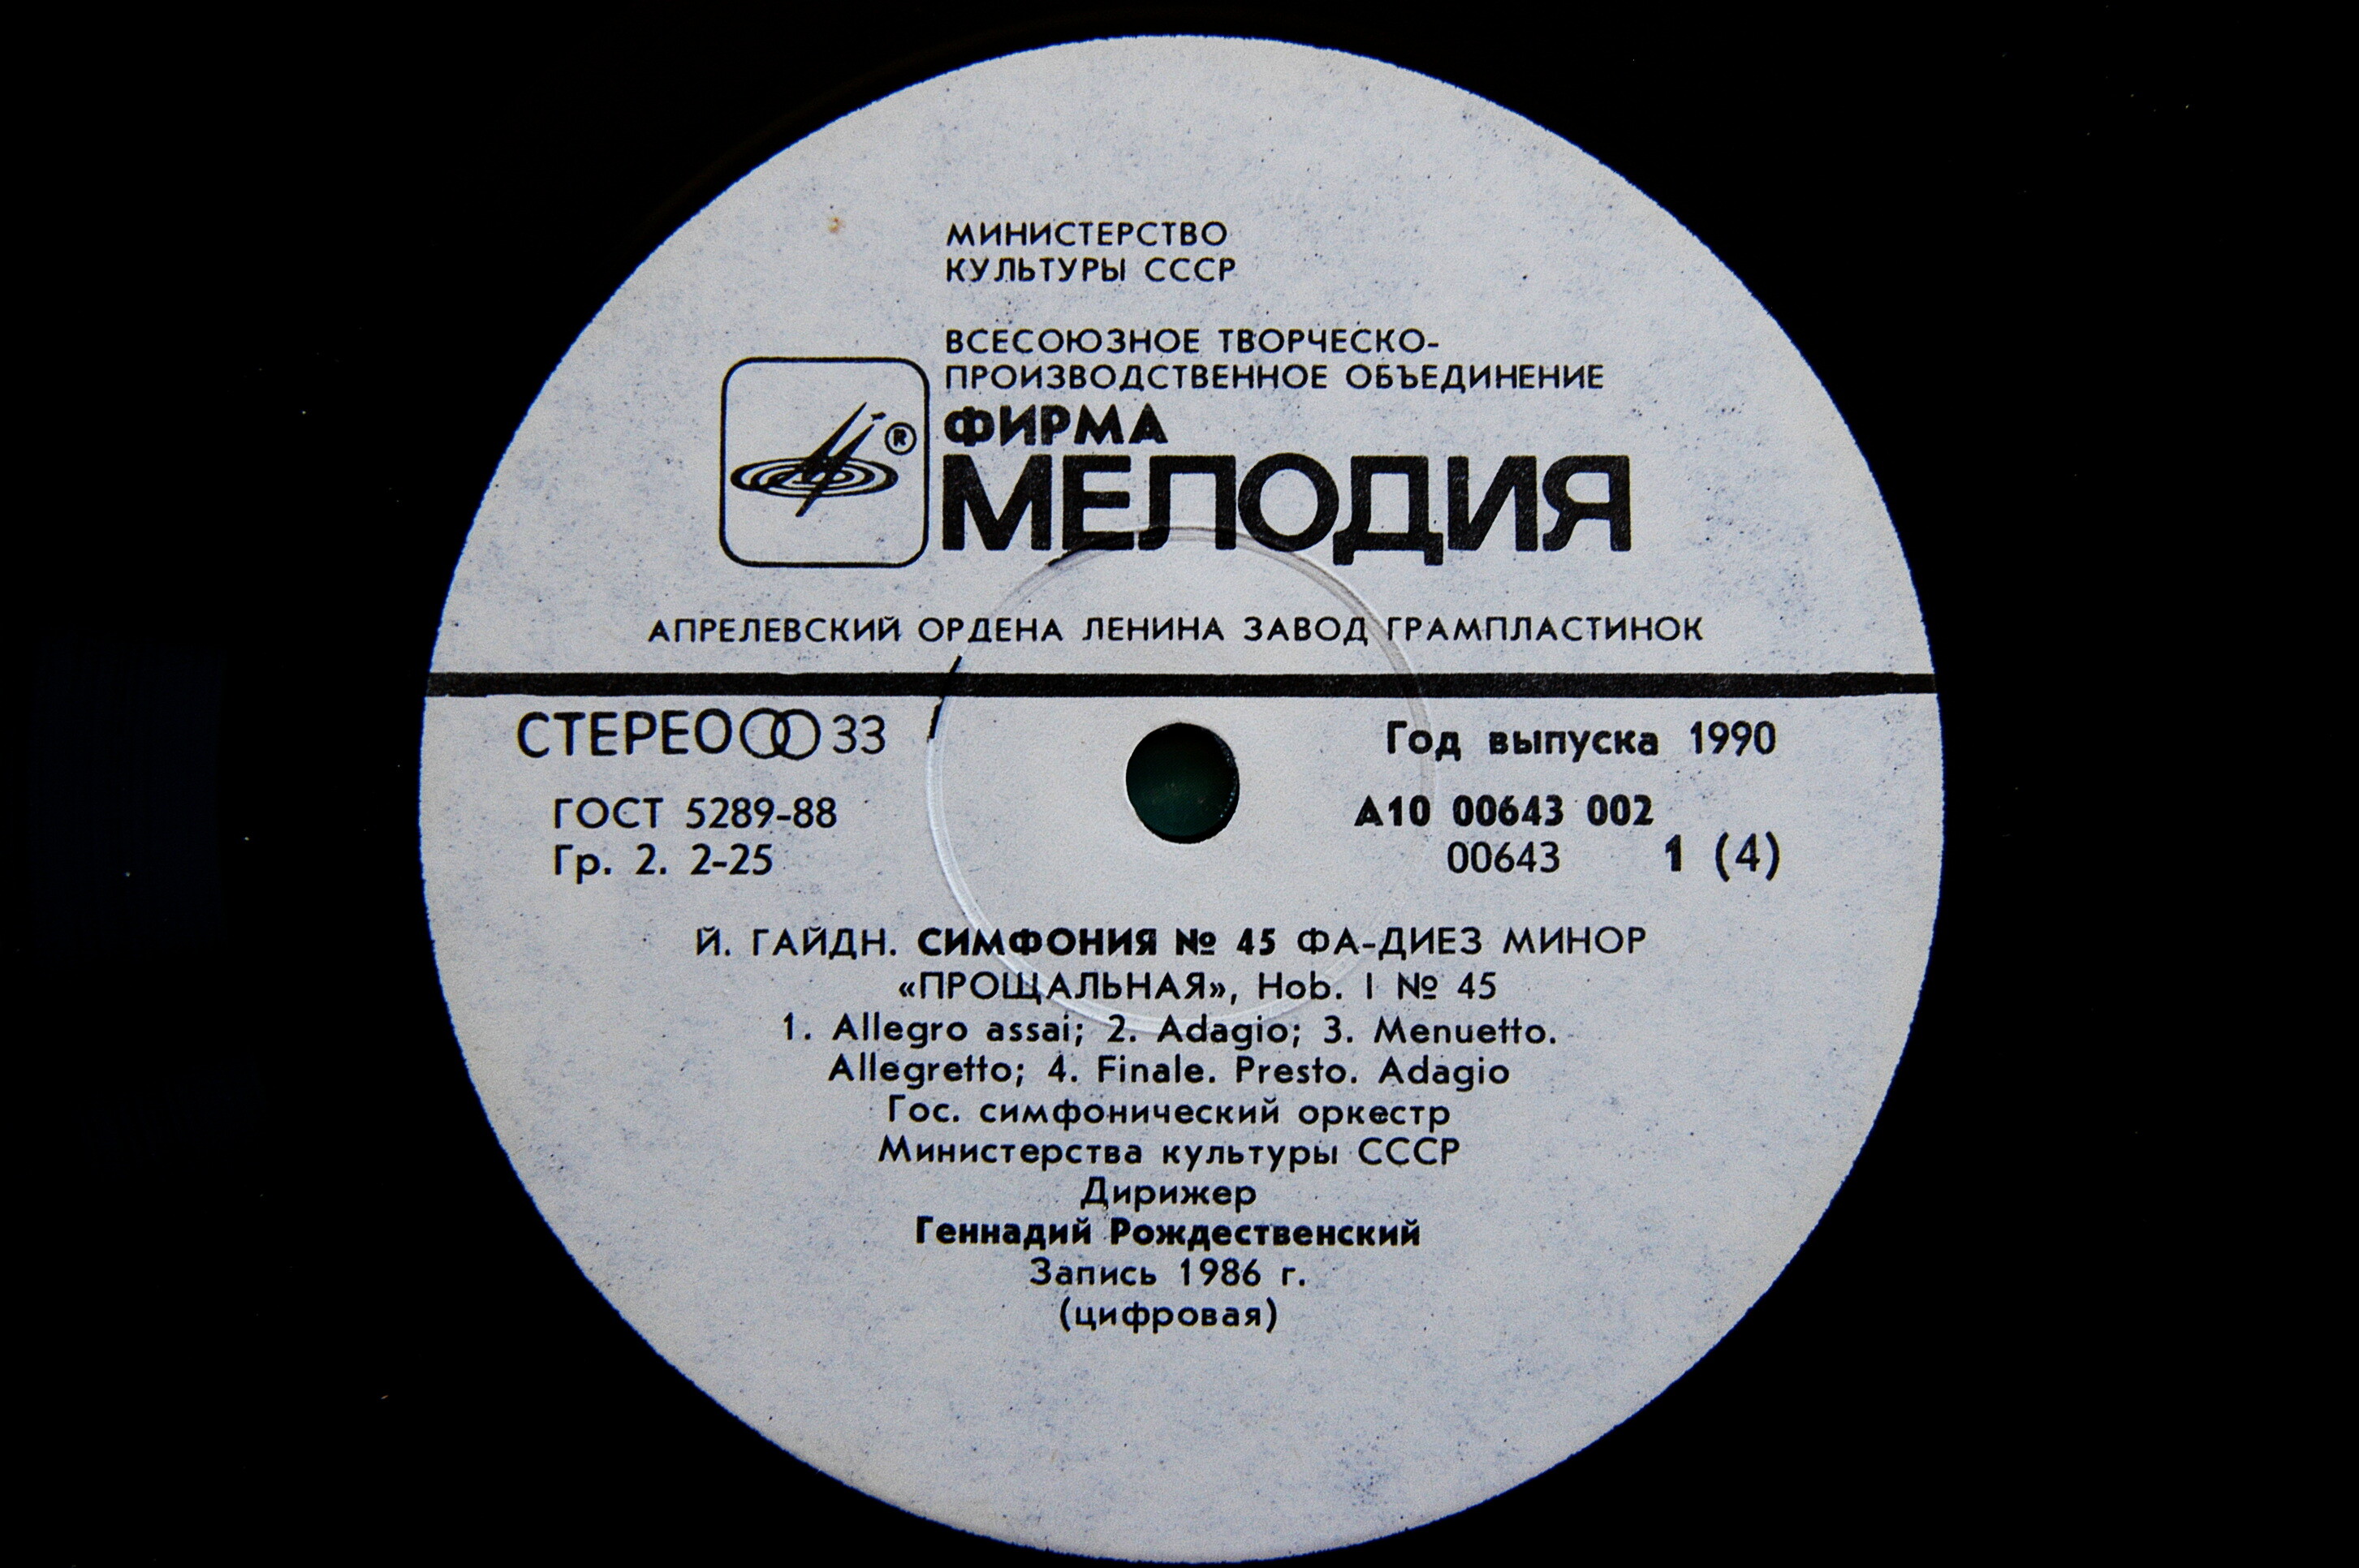 МИНИСТЕРСТВО
КУЛЬТУРЫ СССР
ВСЕСОЮЗНОЕ ТВОРЧЕСКО-
ПРОИЗВОДСТВЕННОЕ ОБЪЕДИНЕНИЕ
ФИРМА
®
МЕЛОДИЯ
АПРЕЛЕВСКИЙ ОРДЕНА ЛЕНИНА ЗАВОД ГРАМПЛАСТИНОК
СТЕРЕО 33
Год выпуска 1990
ГОСТ 5289-88
А10 00643 002
Гр. 2. 2-25
00643 1 (4)
Й. ГАЙДН. СИМФОНИЯ № 45 ФА-ДИЕЗ МИНОР
«ПРОЩАЛЬНАЯ», Hob. I № 45
1. Allegro assai; 2. Adagio; 3. Menuetto.
Allegretto; 4. Finale. Presto. Adagio
Гос. симфонический оркестр
Министерства культуры СССР
Дирижер
Геннадий Рождественский
Запись 1986 г.
(цифровая)